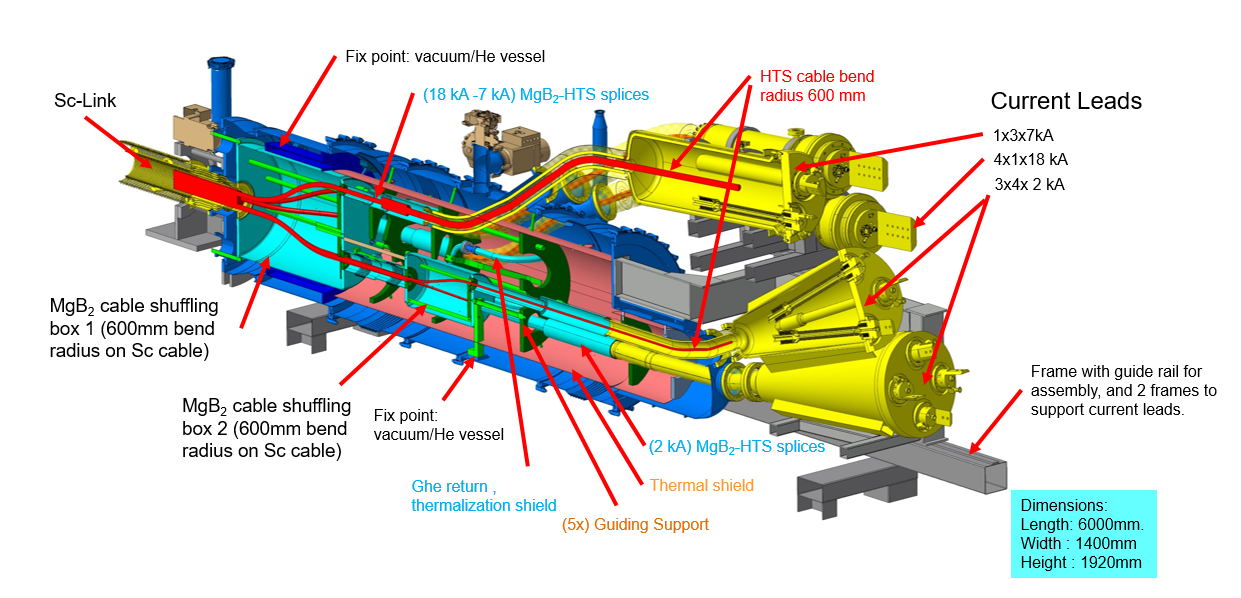 Fix point: vacuum/He vessel
(18 kA -7 kA) MgB₂-HTS splices
HTS cable bend
radius 600 mm
Sc-Link
Current Leads
1x3x7kA
4x1x18 kA
3x4x 2 kA
MgB₂ cable shuffling
box 1 (600mm bend
radius on Sc cable)
MgB₂ cable shuffling
box 2 (600mm bend
radius on Sc cable)
Fix point:
vacuum/He vessel
Frame with guide rail for
assembly, and 2 frames to
support current leads.
(2 kA) MgB₂-HTS splices
Ghe return ,
thermalization shield
Thermal shield
(5x) Guiding Support
Dimensions:
Length: 6000mm.
Width : 1400mm
Height : 1920mm